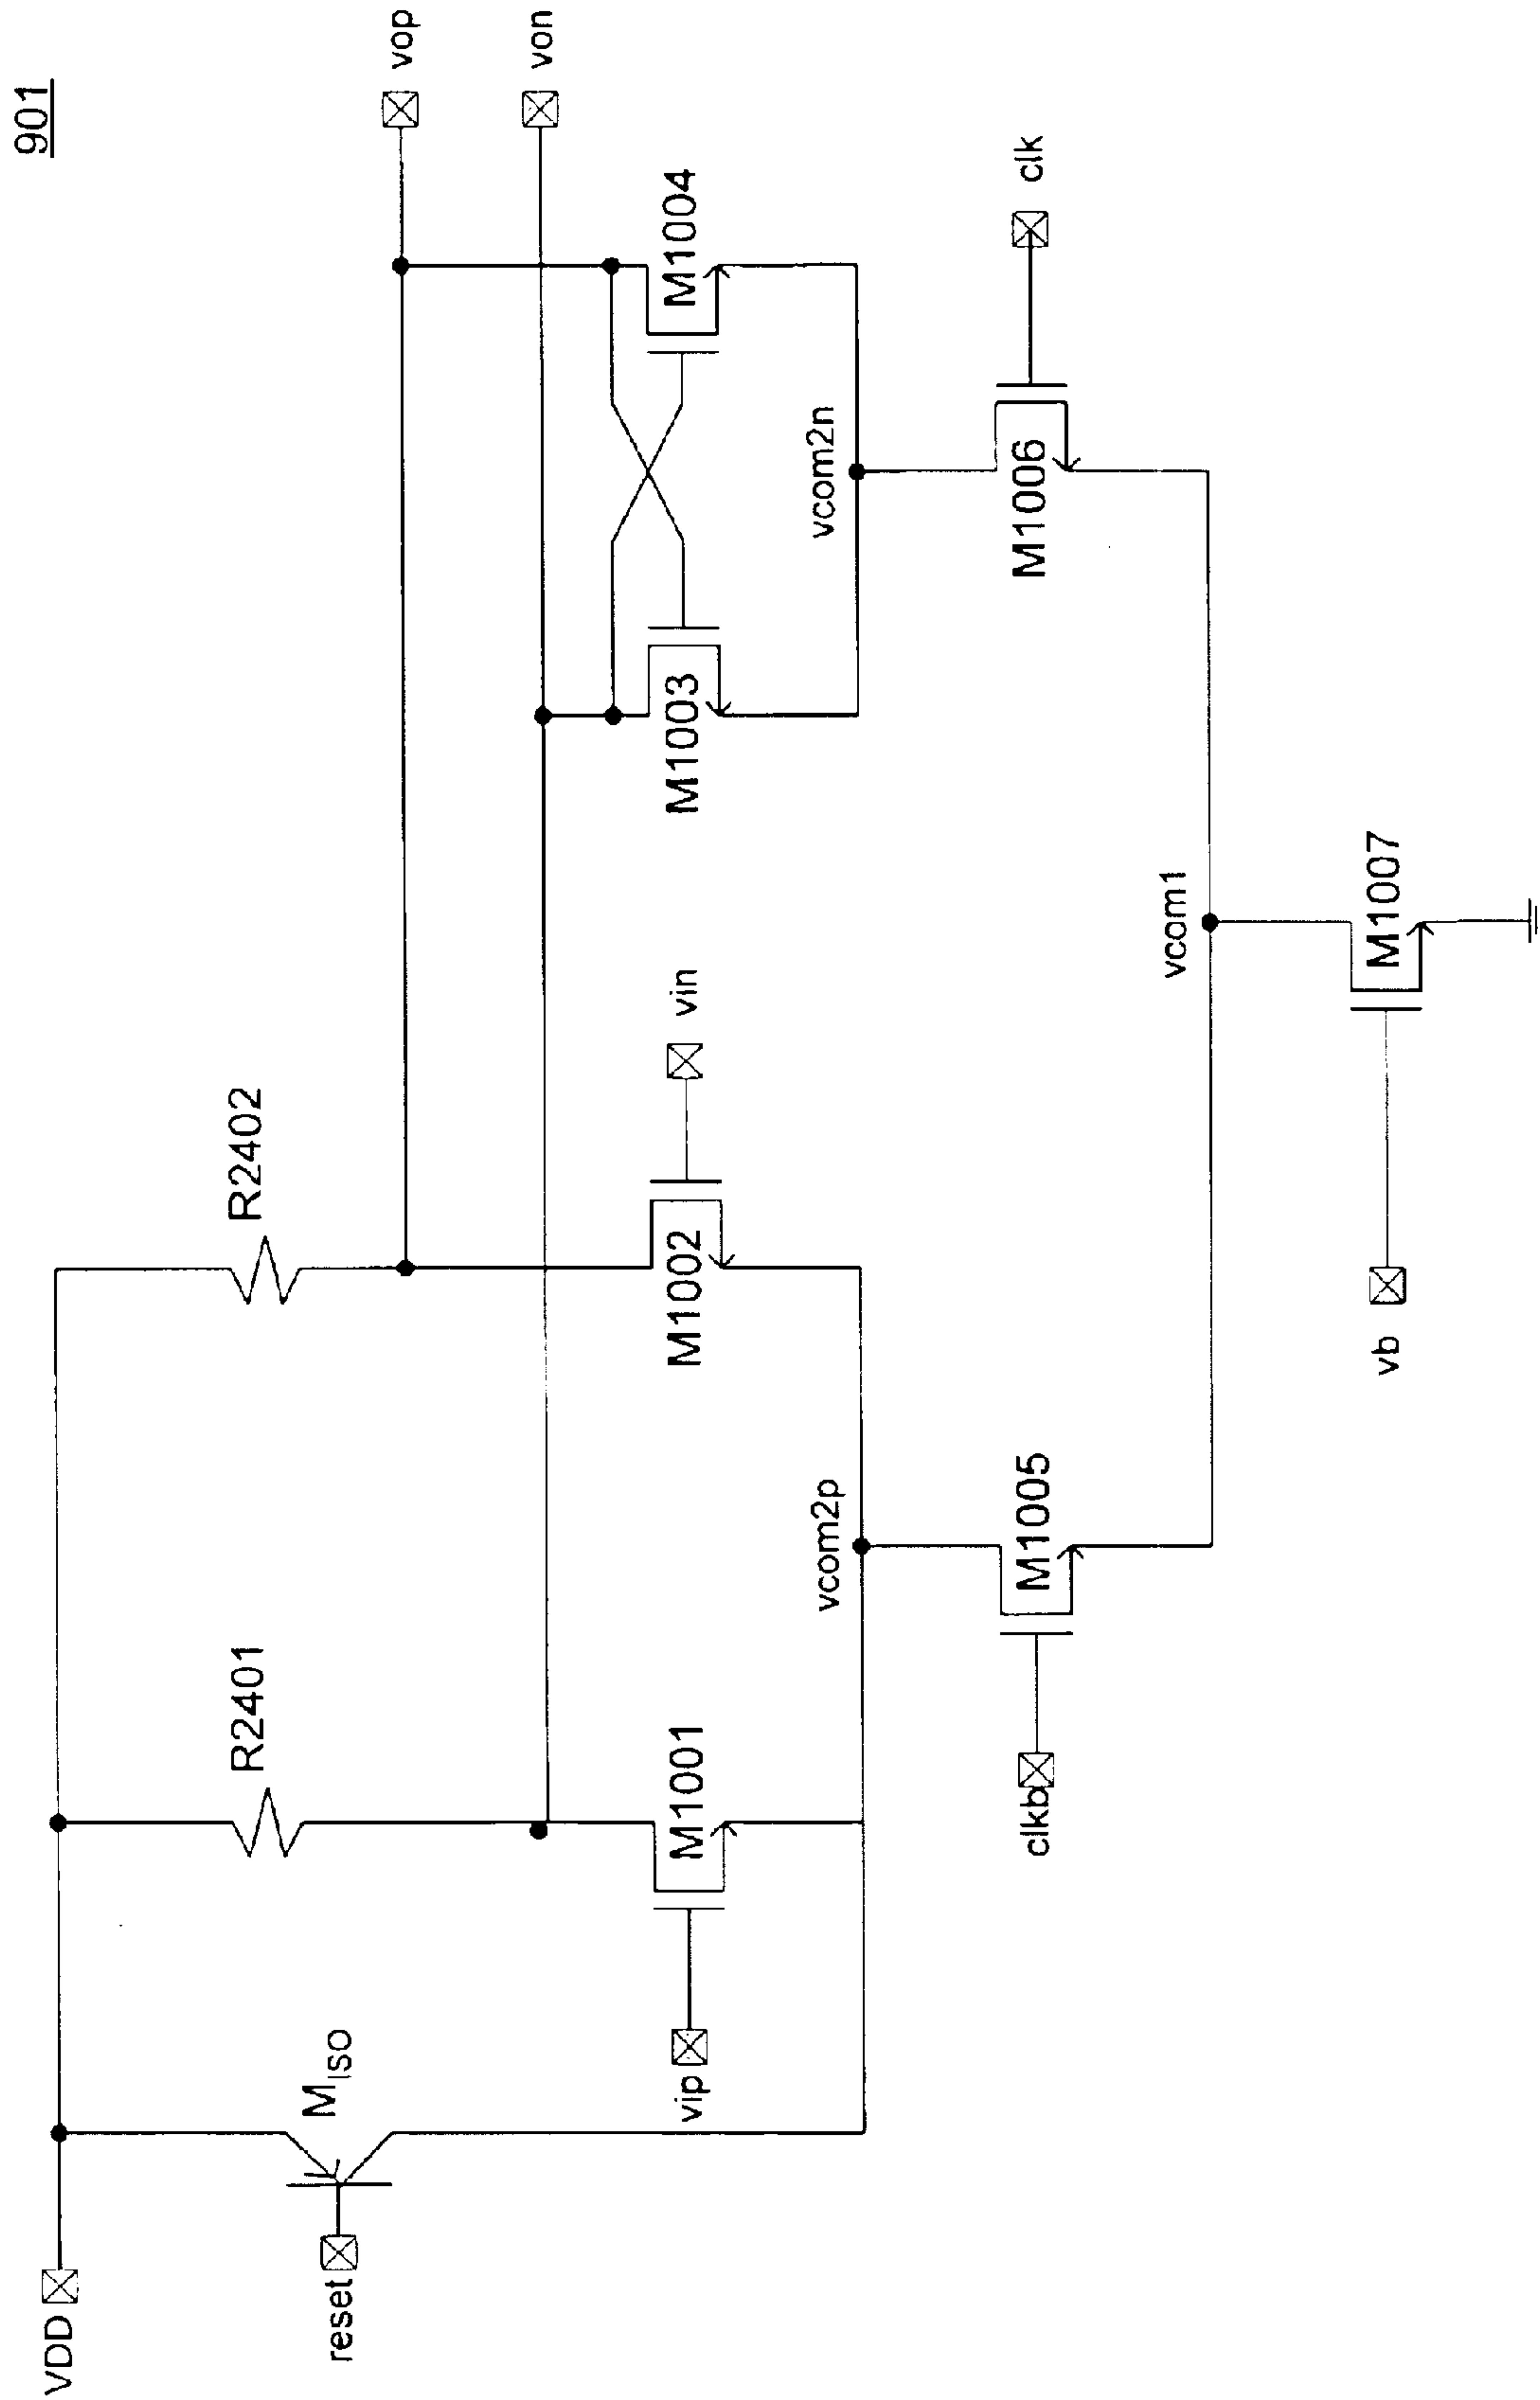 901
VDD
reset
M_ISO
R2401
R2402
vop
von
vip
M1001
M1002
vin
M1003
M1004
vcom2p
vcom2n
clkb
M1005
M1006
clk
vcom1
vb
M1007